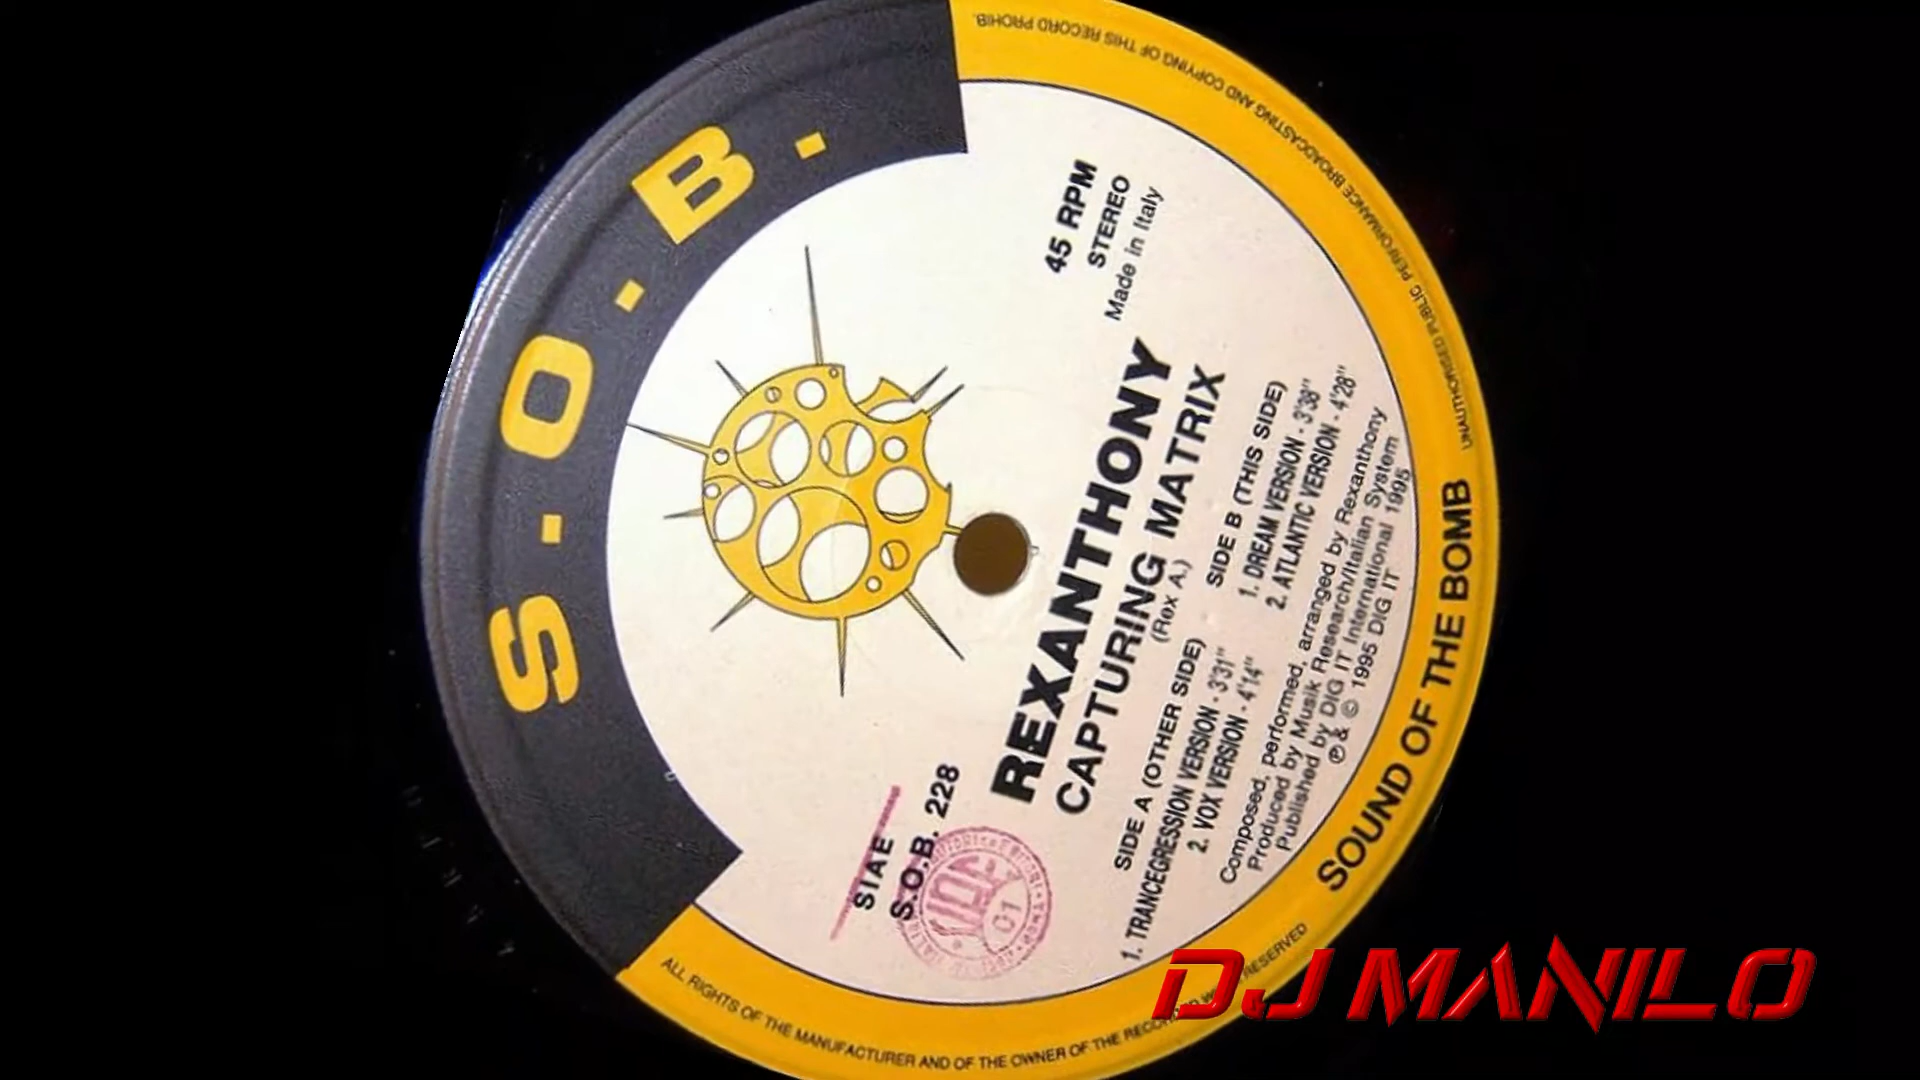 S.O.B.
45 RPM
STEREO
Made in Italy
SIAE
S.O.B. 228
REXANTHONY
CAPTURING MATRIX
(Rex A.)
SIDE A (OTHER SIDE)
1. TRANCEGRESSION VERSION - 3'31"
2. VOX VERSION - 4'14"
SIDE B (THIS SIDE)
1. DREAM VERSION - 3'38"
2. ATLANTIC VERSION - 4'28"
Composed, performed, arranged by Rexanthony
Produced by Musik Research/Italian System
Published by DIG IT International 1995
℗ & © 1995 DIG IT
SOUND OF THE BOMB
ALL RIGHTS OF THE MANUFACTURER AND OF THE OWNER OF THE RECORDED RESERVED
UNAUTHORISED PUBLIC PERFORMANCE BROADCASTING AND COPYING OF THIS RECORD PROHIB.
DJ MANILO